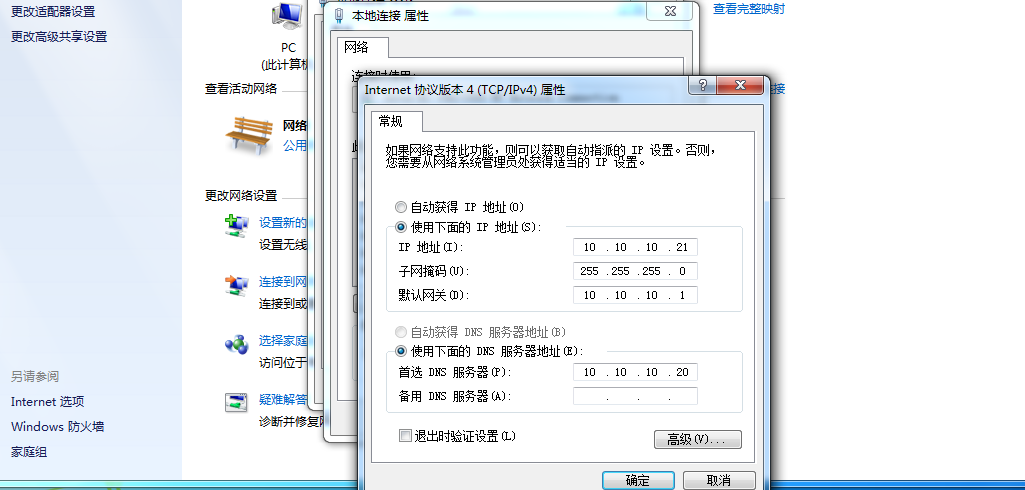 更改适配器设置
更改高级共享设置
另请参阅
Internet 选项
Windows 防火墙
家庭组
PC
(此计算机
查看活动网络
网络
公用
更改网络设置
设置新的
设置无线
连接到网
连接到或
选择家庭
访问位于
疑难解答
诊断并修复
查看完整映射
本地连接 属性
网络
连接时使用:
Internet 协议版本 4 (TCP/IPv4) 属性
常规
如果网络支持此功能，则可以获取自动指派的 IP 设置。否则，
您需要从网络系统管理员处获得适当的 IP 设置。
自动获得 IP 地址(O)
使用下面的 IP 地址(S):
IP 地址(I): 10 . 10 . 10 . 21
子网掩码(U): 255 .255 .255 . 0
默认网关(D): 10 . 10 . 10 . 1
自动获得 DNS 服务器地址(B)
使用下面的 DNS 服务器地址(E):
首选 DNS 服务器(P): 10 . 10 . 10 . 20
备用 DNS 服务器(A): . . .
退出时验证设置(L)
高级(V)...
确定 取消